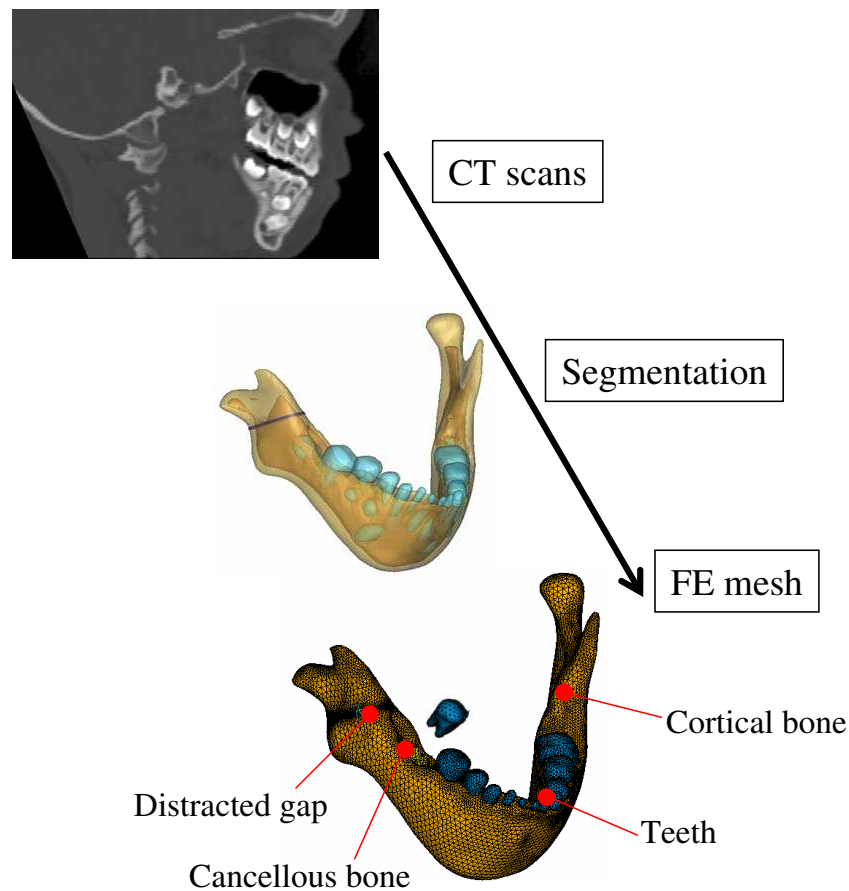 CT scans
Segmentation
FE mesh
Cortical bone
Distracted gap
Teeth
Cancellous bone